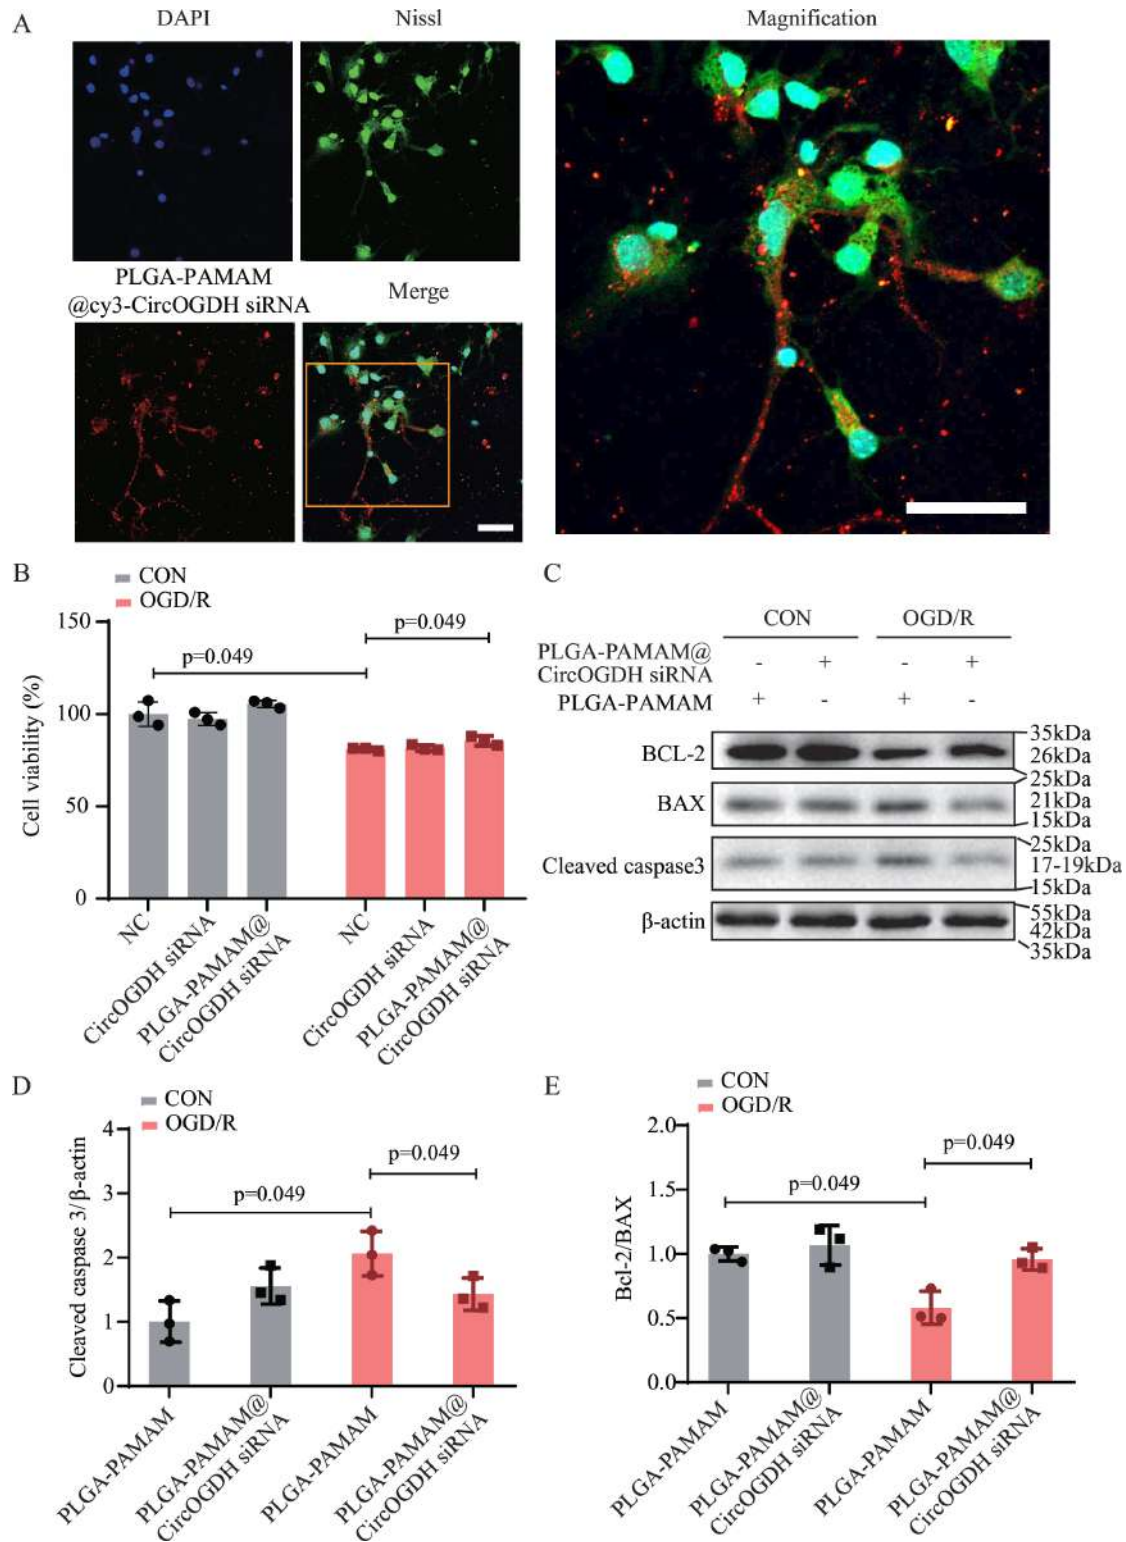 A
DAPI
Nissl
Magnification
PLGA-PAMAM
@cy3-CircOGDH siRNA
Merge
B
CON
OGD/R
150
100
50
0
Cell viability (%)
p=0.049
p=0.049
NC
CircOGDH siRNA
PLGA-PAMAM@
CircOGDH siRNA
NC
CircOGDH siRNA
PLGA-PAMAM@
CircOGDH siRNA
C
CON OGD/R
PLGA-PAMAM@
CircOGDH siRNA - + - +
PLGA-PAMAM + - + -
BCL-2
35kDa
26kDa
25kDa
BAX
21kDa
15kDa
25kDa
Cleaved caspase3
17-19kDa
15kDa
β-actin
55kDa
42kDa
35kDa
D
CON
OGD/R
4
3
2
1
0
Cleaved caspase 3/β-actin
p=0.049
p=0.049
PLGA-PAMAM
PLGA-PAMAM@
CircOGDH siRNA
PLGA-PAMAM
PLGA-PAMAM@
CircOGDH siRNA
E
CON
OGD/R
2.0
1.5
1.0
0.5
0.0
Bcl-2/BAX
p=0.049
p=0.049
PLGA-PAMAM
PLGA-PAMAM@
CircOGDH siRNA
PLGA-PAMAM
PLGA-PAMAM@
CircOGDH siRNA